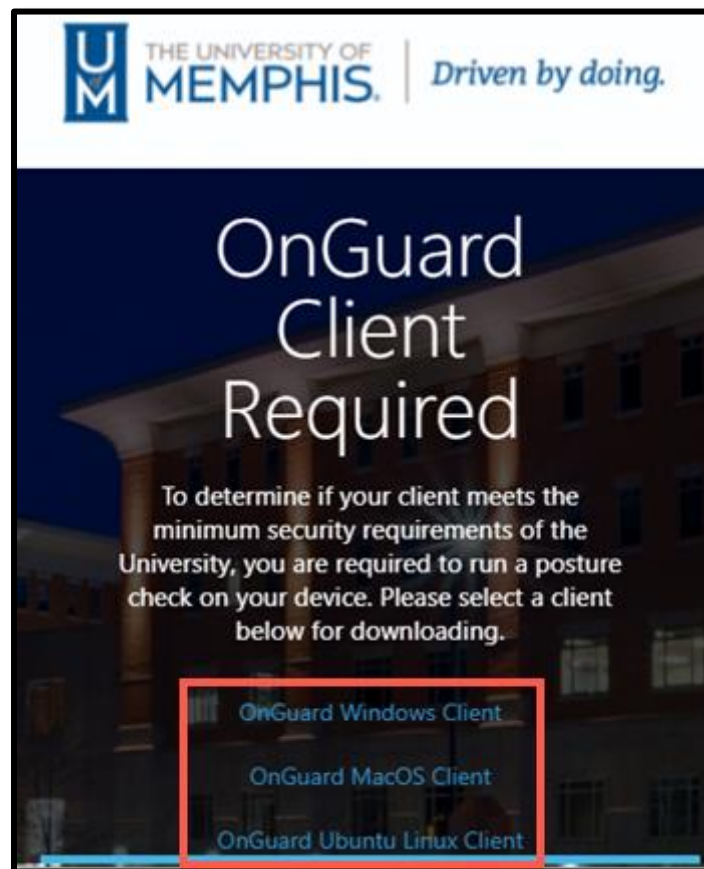 UM
THE UNIVERSITY OF
MEMPHIS.
Driven by doing.
OnGuard
Client
Required
To determine if your client meets the
minimum security requirements of the
University, you are required to run a posture
check on your device. Please select a client
below for downloading.
OnGuard Windows Client
OnGuard MacOS Client
OnGuard Ubuntu Linux Client